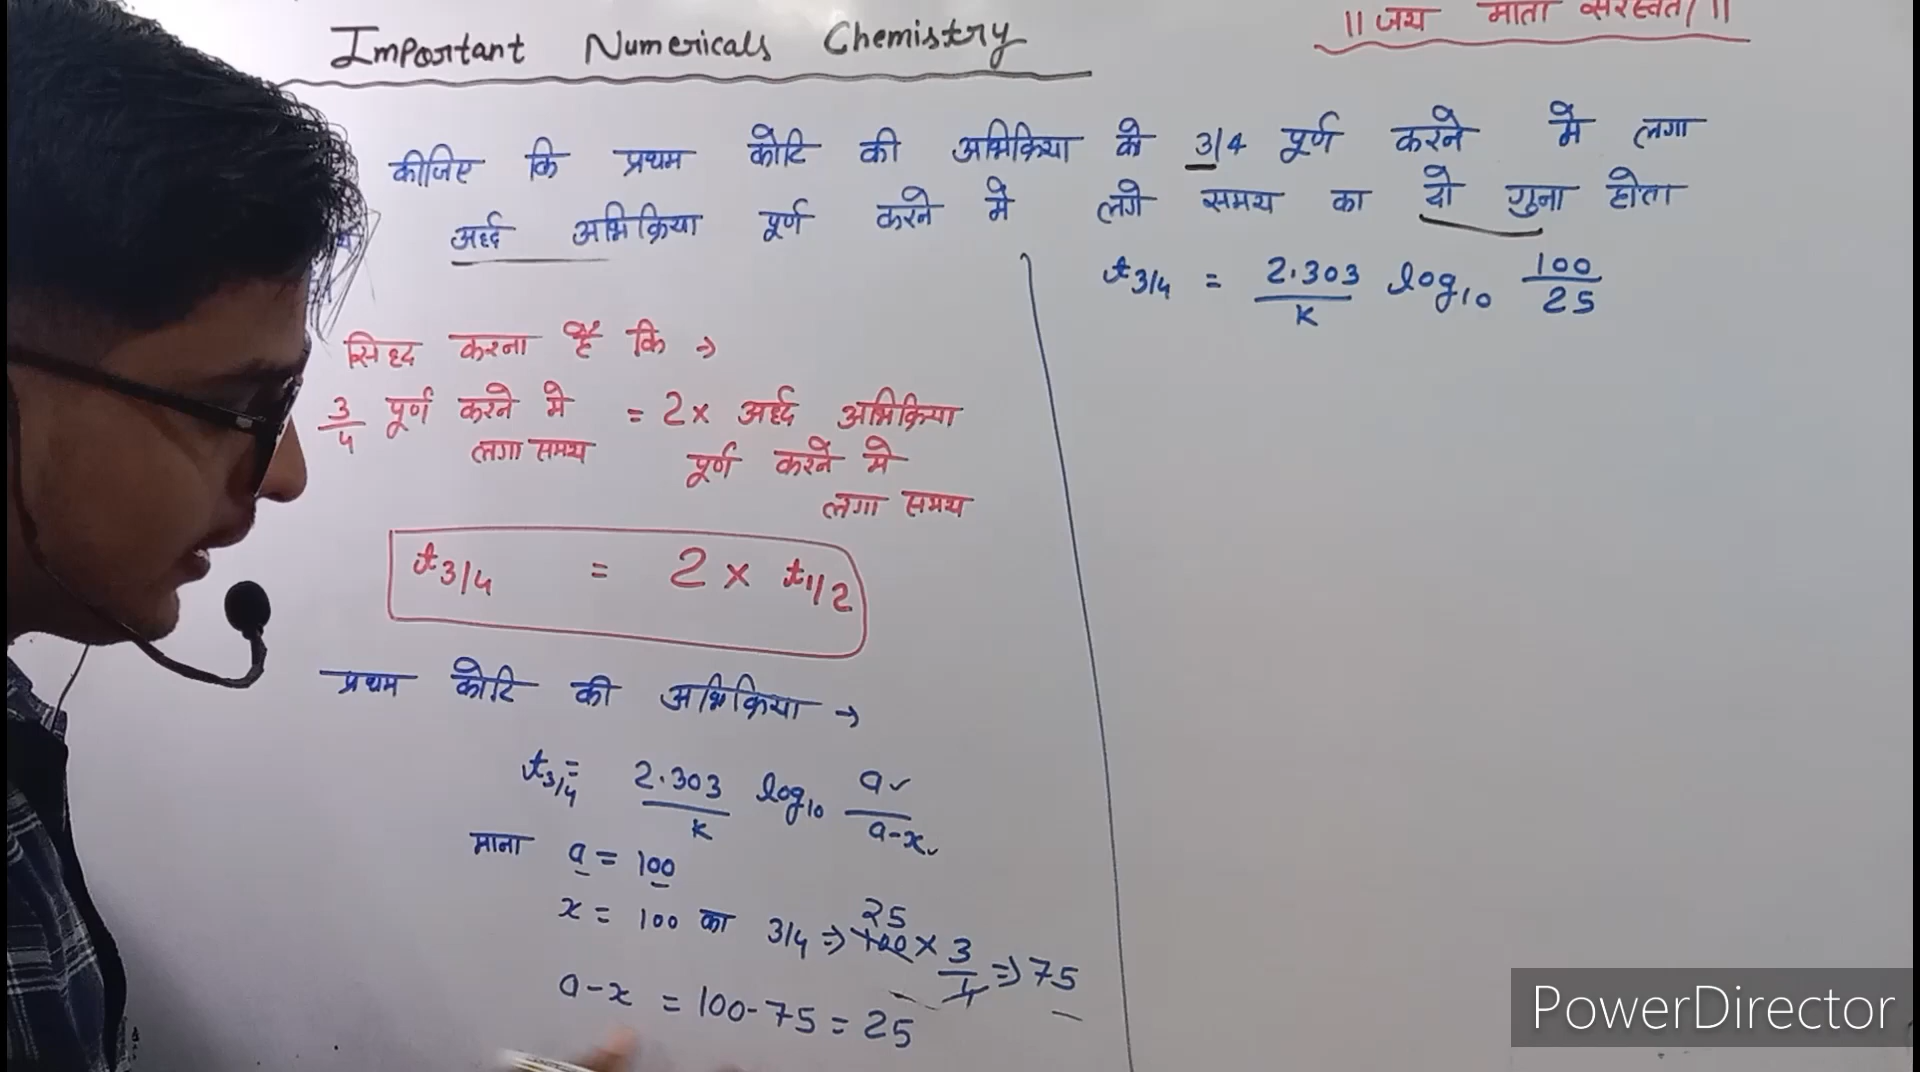 Important Numericals Chemistry
|| जय माता सरस्वती ||
कीजिए कि प्रथम कोटि की अभिक्रिया के 3/4 पूर्ण करने मे लगा
अर्ध्द अभिक्रिया पूर्ण करने मे लगे समय का दो गुना होता
सिध्द करना है कि →
3/4 पूर्ण करने मे = 2 × अर्ध्द अभिक्रिया
लगा समय पूर्ण करने मे
लगा समय
t3/4 = 2 × t1/2
प्रथम कोटि की अभिक्रिया →
t3/4 = 2.303/K log10 a/a-x
माना a = 100
x = 100 का 3/4 ⇒ 25 100 × 3/4 ⇒ 75
a-x = 100-75 = 25
t3/4 = 2.303/K log10 100/25
PowerDirector